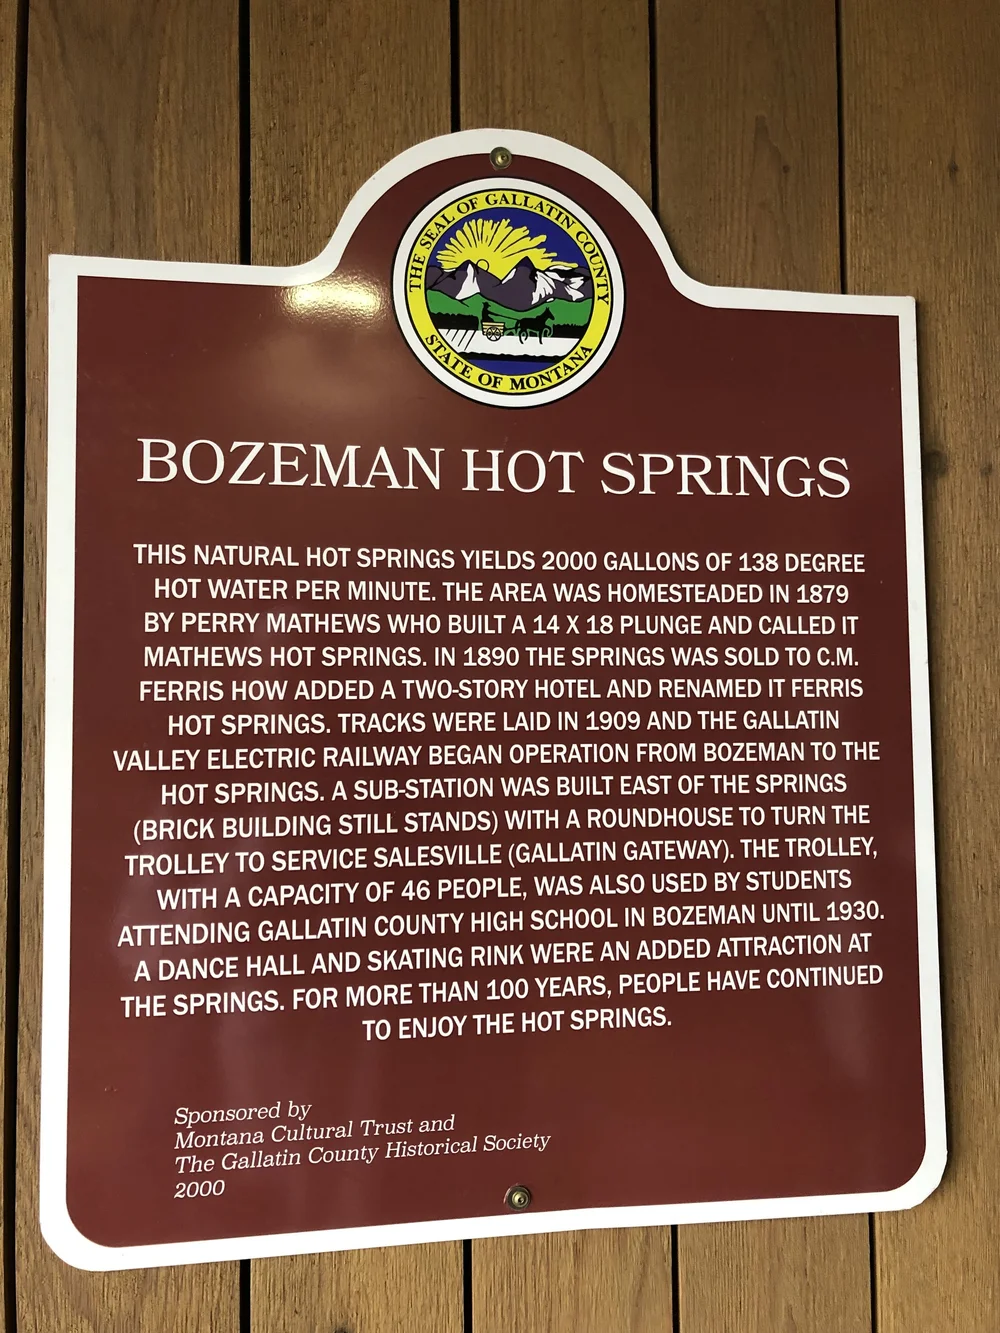 THE SEAL OF GALLATIN COUNTY
STATE OF MONTANA
BOZEMAN HOT SPRINGS
THIS NATURAL HOT SPRINGS YIELDS 2000 GALLONS OF 138 DEGREE
HOT WATER PER MINUTE. THE AREA WAS HOMESTEADED IN 1879
BY PERRY MATHEWS WHO BUILT A 14 X 18 PLUNGE AND CALLED IT
MATHEWS HOT SPRINGS. IN 1890 THE SPRINGS WAS SOLD TO C.M.
FERRIS HOW ADDED A TWO-STORY HOTEL AND RENAMED IT FERRIS
HOT SPRINGS. TRACKS WERE LAID IN 1909 AND THE GALLATIN
VALLEY ELECTRIC RAILWAY BEGAN OPERATION FROM BOZEMAN TO THE
HOT SPRINGS. A SUB-STATION WAS BUILT EAST OF THE SPRINGS
(BRICK BUILDING STILL STANDS) WITH A ROUNDHOUSE TO TURN THE
TROLLEY TO SERVICE SALESVILLE (GALLATIN GATEWAY). THE TROLLEY,
WITH A CAPACITY OF 46 PEOPLE, WAS ALSO USED BY STUDENTS
ATTENDING GALLATIN COUNTY HIGH SCHOOL IN BOZEMAN UNTIL 1930.
A DANCE HALL AND SKATING RINK WERE AN ADDED ATTRACTION AT
THE SPRINGS. FOR MORE THAN 100 YEARS, PEOPLE HAVE CONTINUED
TO ENJOY THE HOT SPRINGS.
Sponsored by
Montana Cultural Trust and
The Gallatin County Historical Society
2000